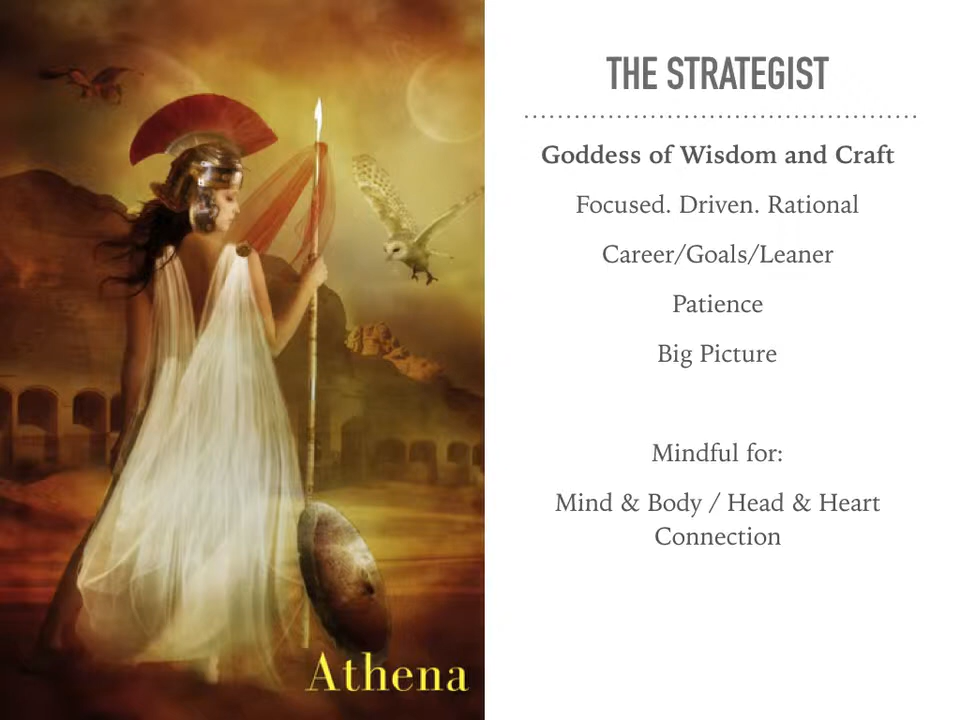 THE STRATEGIST
Goddess of Wisdom and Craft
Focused. Driven. Rational
Career/Goals/Leaner
Patience
Big Picture
Mindful for:
Mind & Body / Head & Heart
Connection
Athena